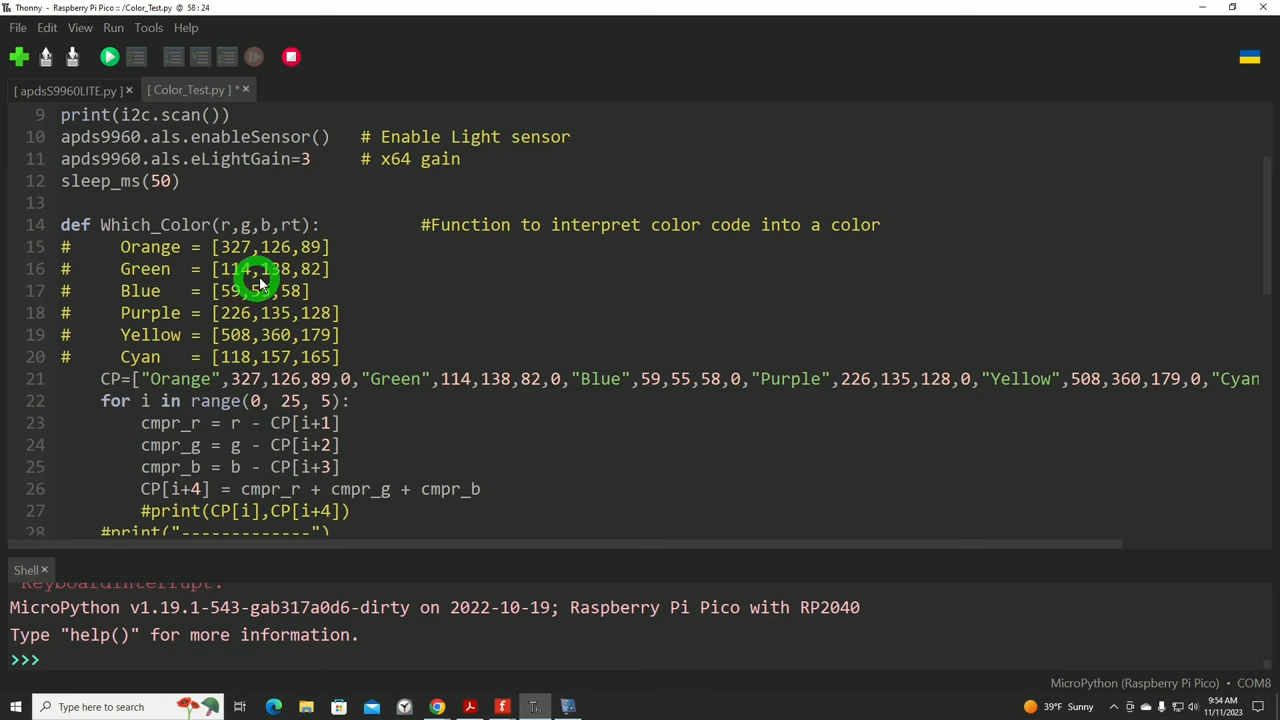 Thonny - Raspberry Pi Pico :: /Color_Test.py @ 58 : 24
File Edit View Run Tools Help
[ apdsS9960LITE.py ] [ Color_Test.py ] *
9 print(i2c.scan())
10 apds9960.als.enableSensor() # Enable Light sensor
11 apds9960.als.eLightGain=3 # x64 gain
12 sleep_ms(50)
13
14 def Which_Color(r,g,b,rt): #Function to interpret color code into a color
15 # Orange = [327,126,89]
16 # Green = [114,138,82]
17 # Blue = [59,55,58]
18 # Purple = [226,135,128]
19 # Yellow = [508,360,179]
20 # Cyan = [118,157,165]
21 CP=["Orange",327,126,89,0,"Green",114,138,82,0,"Blue",59,55,58,0,"Purple",226,135,128,0,"Yellow",508,360,179,0,"Cyan
22 for i in range(0, 25, 5):
23 cmpr_r = r - CP[i+1]
24 cmpr_g = g - CP[i+2]
25 cmpr_b = b - CP[i+3]
26 CP[i+4] = cmpr_r + cmpr_g + cmpr_b
27 #print(CP[i],CP[i+4])
28 #print("-------------")
Shell
KeyboardInterrupt:
MicroPython v1.19.1-543-gab317a0d6-dirty on 2022-10-19; Raspberry Pi Pico with RP2040
Type "help()" for more information.
>>>
MicroPython (Raspberry Pi Pico) • COM8
Type here to search
39°F Sunny
9:54 AM
11/11/2023